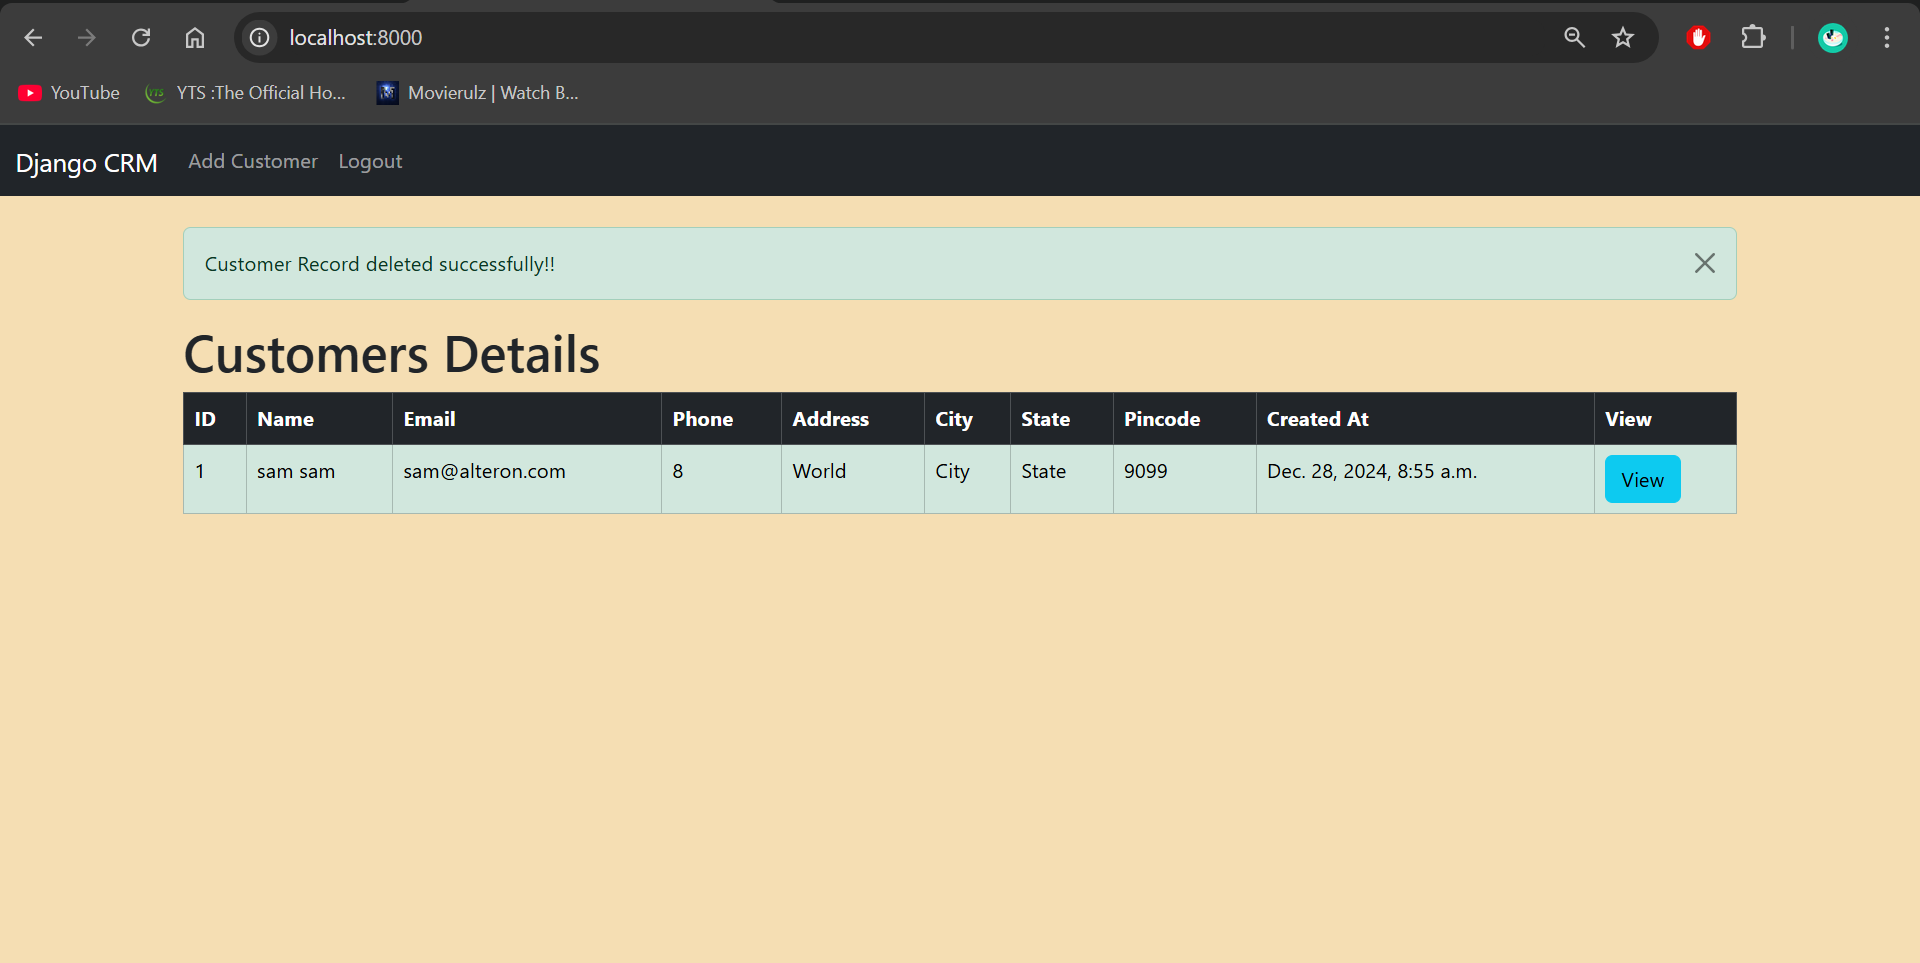 localhost:8000
YouTube YTS :The Official Ho... Movierulz | Watch B...
Django CRM Add Customer Logout
Customer Record deleted successfully!!
Customers Details
ID Name Email Phone Address City State Pincode Created At View
1 sam sam sam@alteron.com 8 World City State 9099 Dec. 28, 2024, 8:55 a.m. View